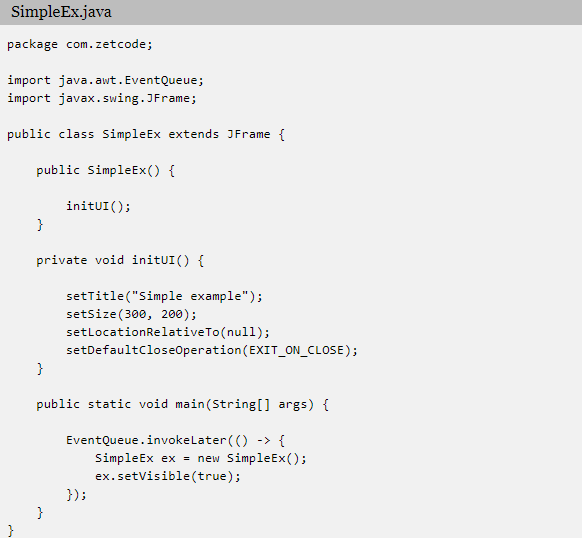 SimpleEx.java
package com.zetcode;
import java.awt.EventQueue;
import javax.swing.JFrame;
public class SimpleEx extends JFrame {
public SimpleEx() {
initUI();
}
private void initUI() {
setTitle("Simple example");
setSize(300, 200);
setLocationRelativeTo(null);
setDefaultCloseOperation(EXIT_ON_CLOSE);
}
public static void main(String[] args) {
EventQueue.invokeLater(() -> {
SimpleEx ex = new SimpleEx();
ex.setVisible(true);
});
}
}